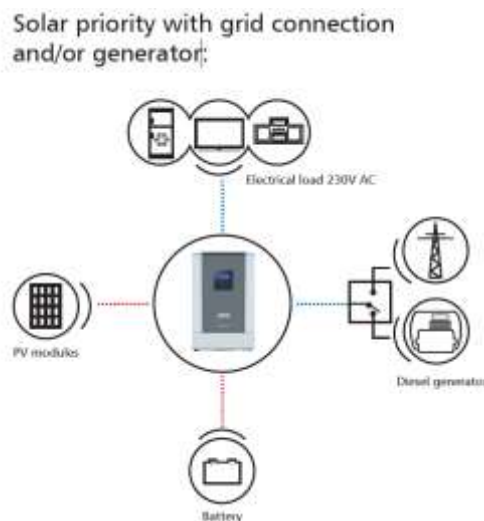 Solar priority with grid connection
and/or generator:
Electrical load 230V AC
PV modules
Diesel generator
Battery